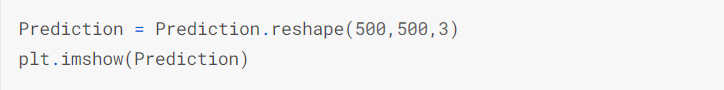 Prediction = Prediction.reshape(500,500,3)
plt.imshow(Prediction)